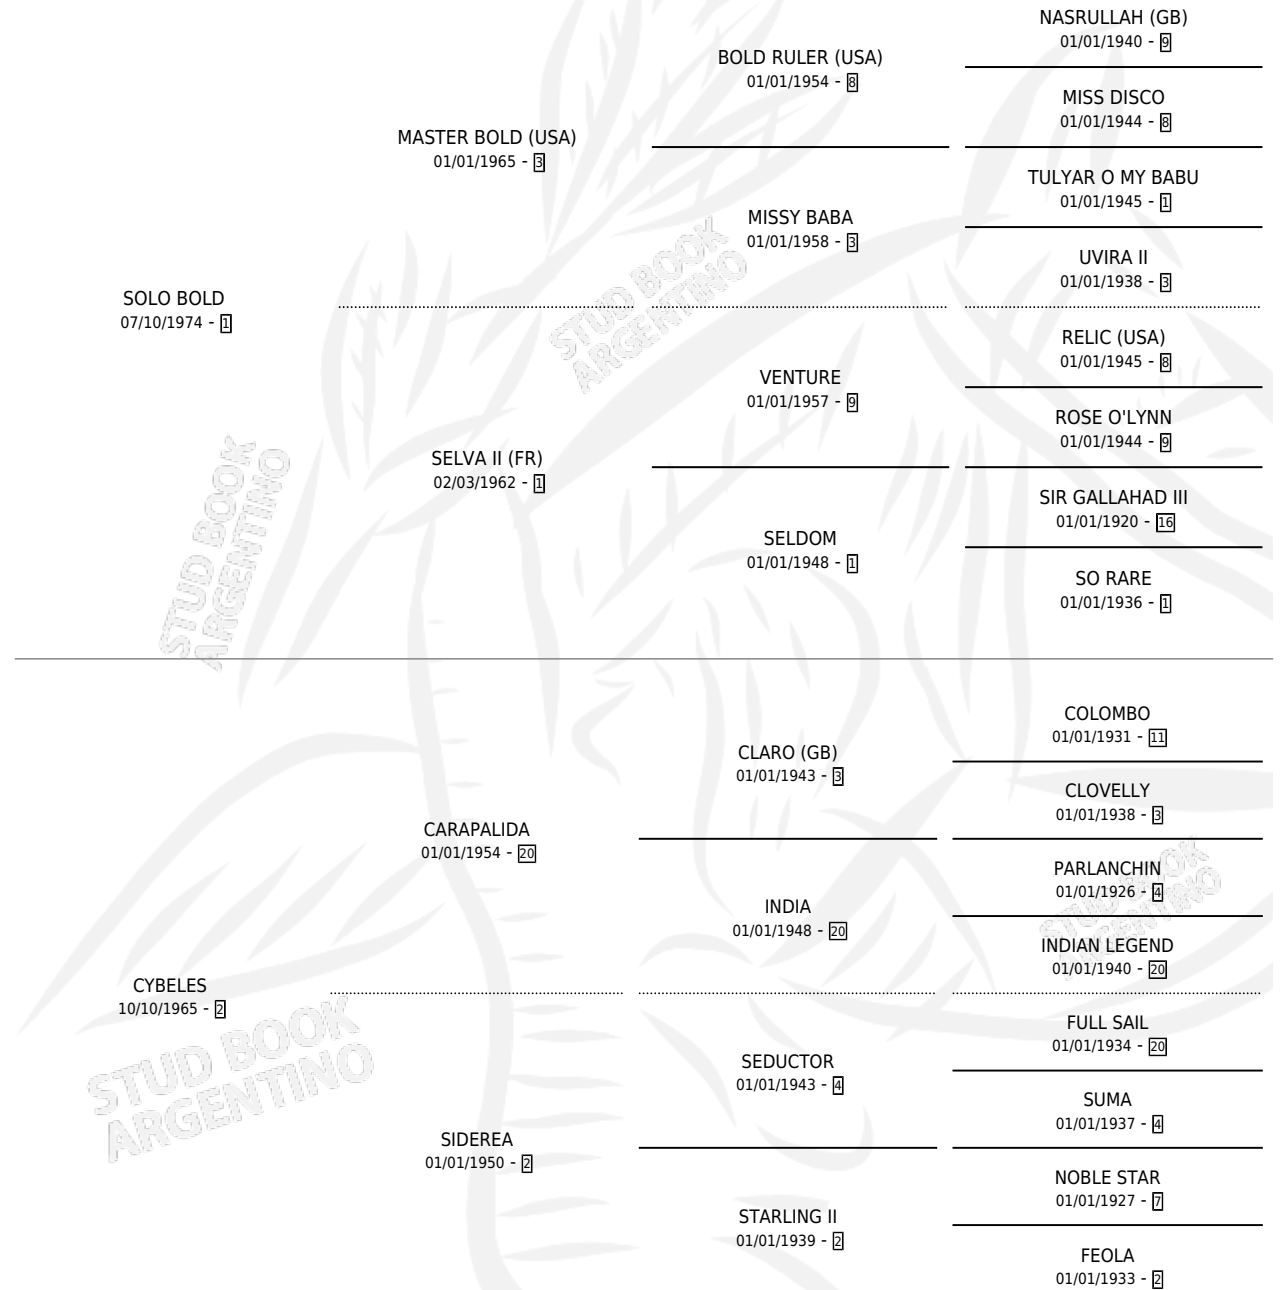 NASRULLAH (GB)
01/01/1940 - 9
BOLD RULER (USA)
01/01/1954 - 8
MISS DISCO
01/01/1944 - 8
MASTER BOLD (USA)
01/01/1965 - 3
TULYAR O MY BABU
01/01/1945 - 1
MISSY BABA
01/01/1958 - 3
UVIRA II
01/01/1938 - 3
SOLO BOLD
07/10/1974 - 1
RELIC (USA)
01/01/1945 - 8
VENTURE
01/01/1957 - 9
ROSE O'LYNN
01/01/1944 - 9
SELVA II (FR)
02/03/1962 - 1
SIR GALLAHAD III
01/01/1920 - 16
SELDOM
01/01/1948 - 1
SO RARE
01/01/1936 - 1
COLOMBO
01/01/1931 - 11
CLARO (GB)
01/01/1943 - 3
CLOVELLY
01/01/1938 - 3
CARAPALIDA
01/01/1954 - 20
PARLANCHIN
01/01/1926 - 4
INDIA
01/01/1948 - 20
INDIAN LEGEND
01/01/1940 - 20
CYBELES
10/10/1965 - 2
FULL SAIL
01/01/1934 - 20
SEDUCTOR
01/01/1943 - 4
SUMA
01/01/1937 - 4
SIDEREA
01/01/1950 - 2
NOBLE STAR
01/01/1927 - 7
STARLING II
01/01/1939 - 2
FEOLA
01/01/1933 - 2
STUD BOOK
ARGENTINO
STUD BOOK
ARGENTINO
STUD BOOK
ARGENTINO
STUD BOOK
ARGENTINO